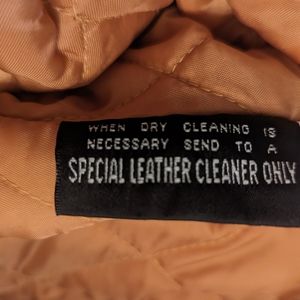 WHEN DRY CLEANING IS
NECESSARY SEND TO A
SPECIAL LEATHER CLEANER ONLY